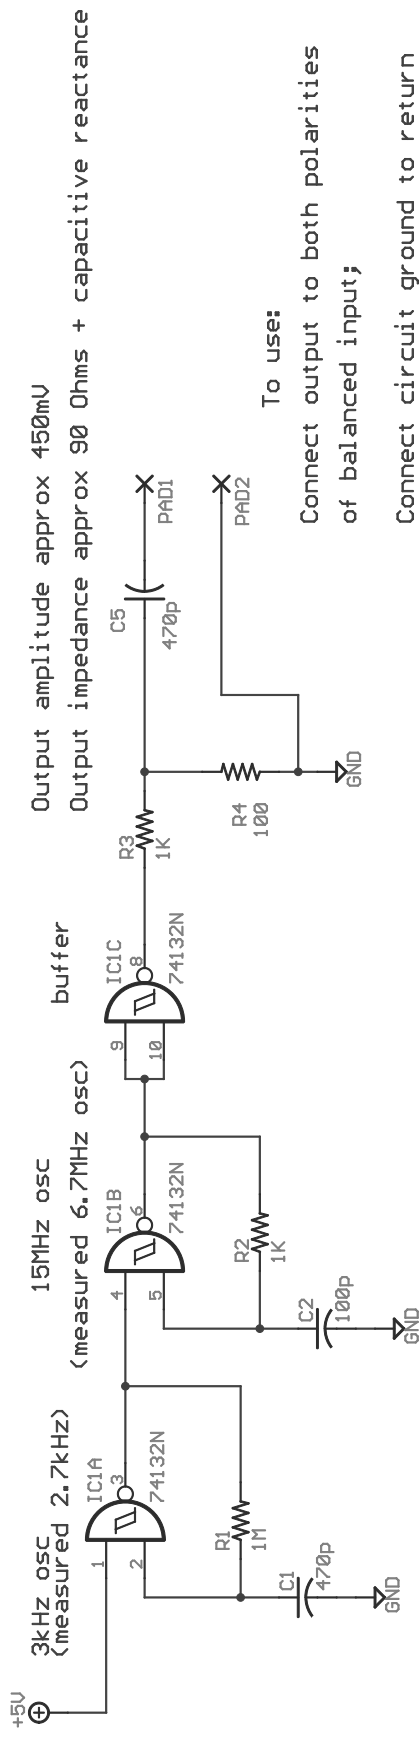 +5V
3kHz osc
(measured 2.7kHz)
1
2
IC1A
3
74132N
R1
1M
C1
470p
GND
15MHz osc
(measured 6.7MHz osc)
4
5
IC1B
6
74132N
R2
1K
C2
100p
GND
buffer
9
10
IC1C
8
74132N
R3
1K
R4
100
GND
C5
470p
PAD1
PAD2
Output amplitude approx 450mV
Output impedance approx 90 Ohms + capacitive reactance
To use:
Connect output to both polarities
of balanced input;
Connect circuit ground to return